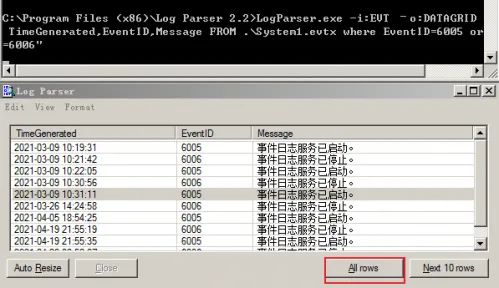 C:\Program Files (x86)\Log Parser 2.2>LogParser.exe -i:EVT -o:DATAGRID
TimeGenerated,EventID,Message FROM .\System1.evtx where EventID=6005 or
=6006"
Log Parser
Edit View Format
TimeGenerated EventID Message
2021-03-09 10:19:31 6005 事件日志服务已启动。
2021-03-09 10:21:42 6006 事件日志服务已停止。
2021-03-09 10:22:05 6005 事件日志服务已启动。
2021-03-09 10:30:56 6006 事件日志服务已停止。
2021-03-09 10:31:11 6005 事件日志服务已启动。
2021-03-26 14:24:58 6006 事件日志服务已停止。
2021-04-05 18:54:25 6005 事件日志服务已启动。
2021-04-19 21:55:19 6006 事件日志服务已停止。
2021-04-19 21:55:35 6005 事件日志服务已启动。
Auto Resize Close All rows Next 10 rows